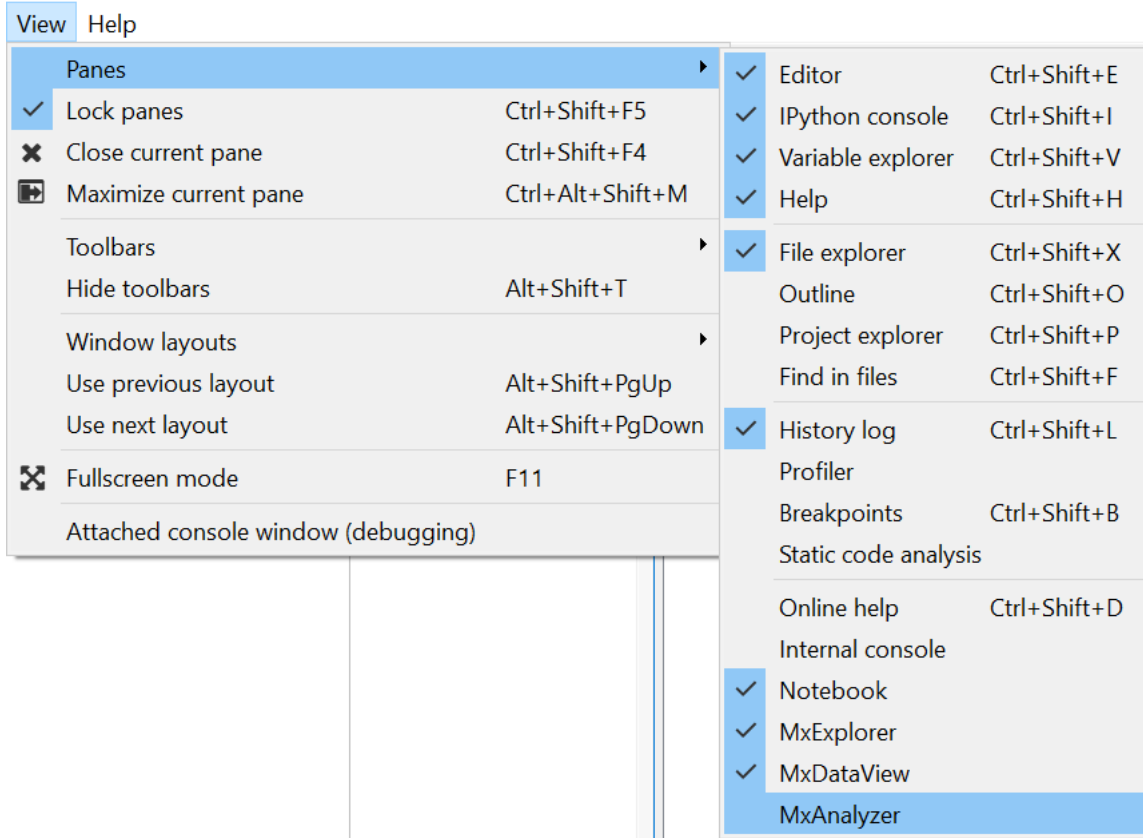 View Help
Panes
Lock panes Ctrl+Shift+F5
Close current pane Ctrl+Shift+F4
Maximize current pane Ctrl+Alt+Shift+M
Toolbars
Hide toolbars Alt+Shift+T
Window layouts
Use previous layout Alt+Shift+PgUp
Use next layout Alt+Shift+PgDown
Fullscreen mode F11
Attached console window (debugging)
Editor Ctrl+Shift+E
IPython console Ctrl+Shift+I
Variable explorer Ctrl+Shift+V
Help Ctrl+Shift+H
File explorer Ctrl+Shift+X
Outline Ctrl+Shift+O
Project explorer Ctrl+Shift+P
Find in files Ctrl+Shift+F
History log Ctrl+Shift+L
Profiler
Breakpoints Ctrl+Shift+B
Static code analysis
Online help Ctrl+Shift+D
Internal console
Notebook
MxExplorer
MxDataView
MxAnalyzer